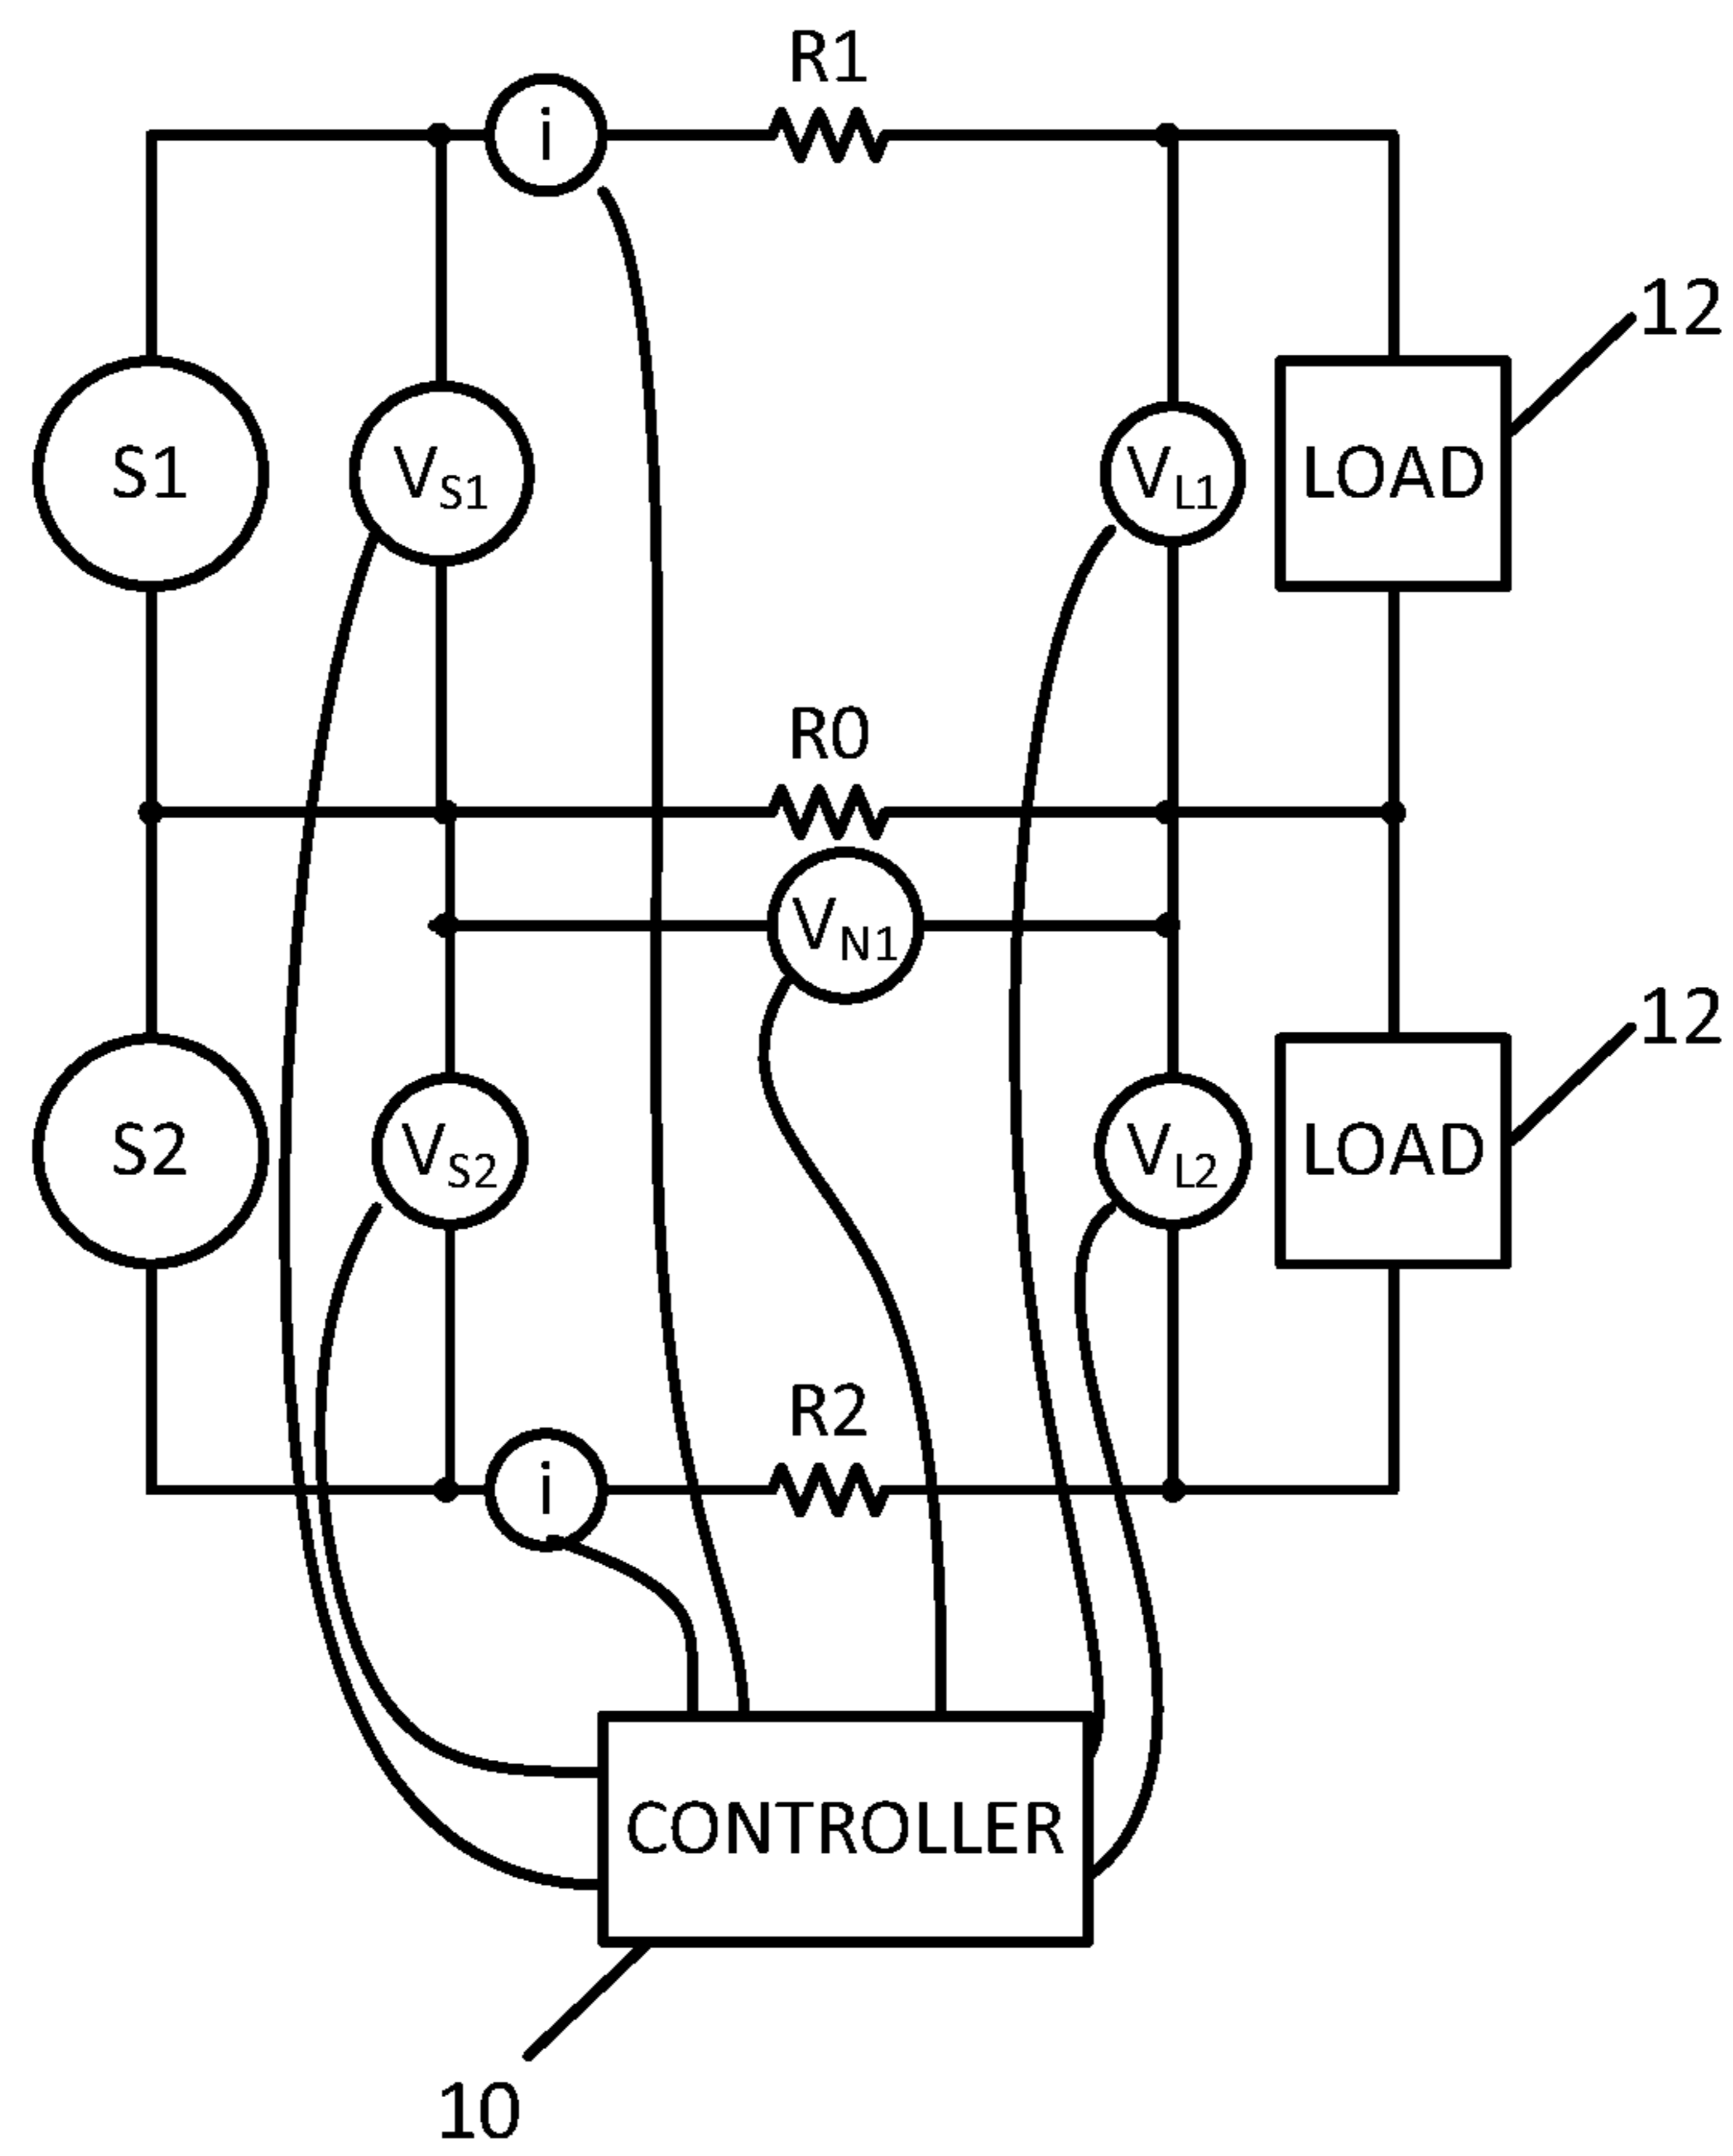 R1
i
12
S1
VS1
VL1
LOAD
R0
VN1
12
S2
VS2
VL2
LOAD
R2
i
CONTROLLER
10